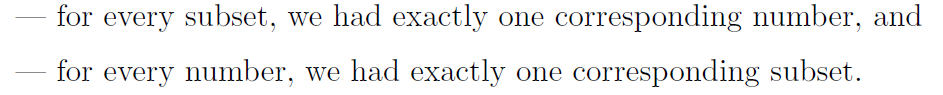 — for every subset, we had exactly one corresponding number, and
— for every number, we had exactly one corresponding subset.